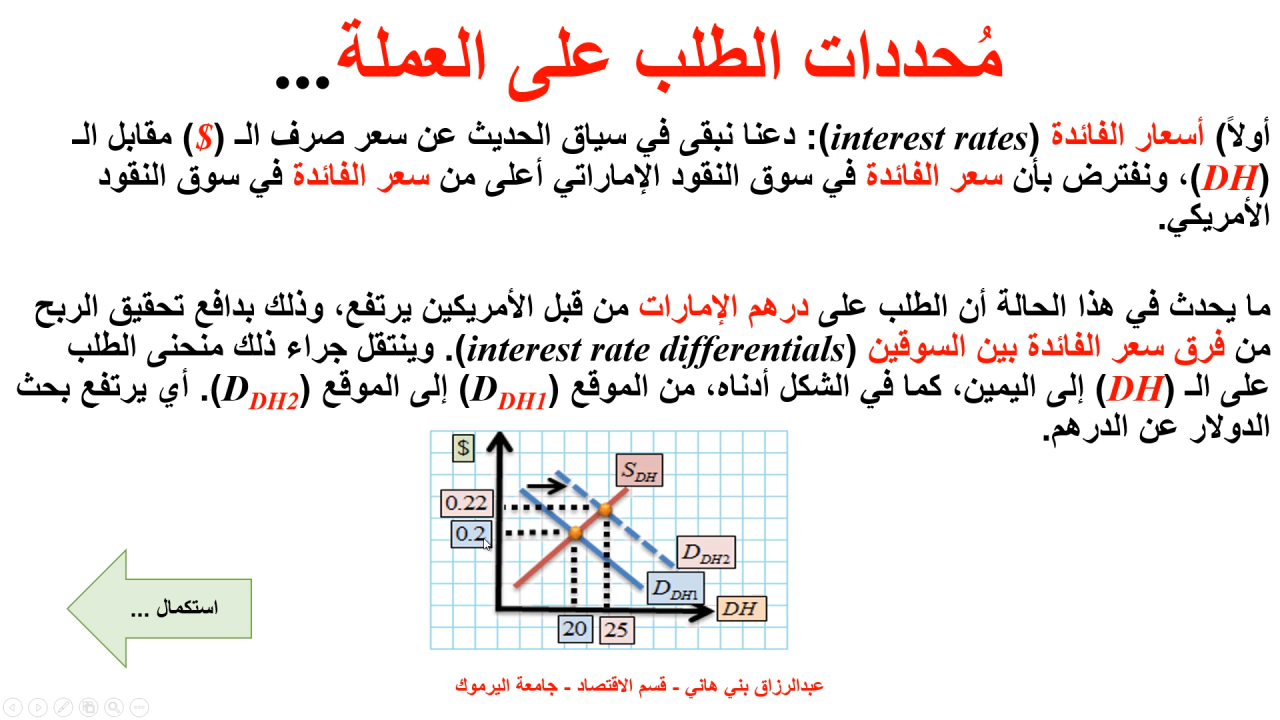 مُحددات الطلب على العملة...
أولاً) أسعار الفائدة (interest rates): دعنا نبقى في سياق الحديث عن سعر صرف الـ ($) مقابل الـ
(DH)، ونفترض بأن سعر الفائدة في سوق النقود الإماراتي أعلى من سعر الفائدة في سوق النقود
الأمريكي.
ما يحدث في هذا الحالة أن الطلب على درهم الإمارات من قبل الأمريكين يرتفع، وذلك بدافع تحقيق الربح
من فرق سعر الفائدة بين السوقين (interest rate differentials). وينتقل جراء ذلك منحنى الطلب
على الـ (DH) إلى اليمين، كما في الشكل أدناه، من الموقع (DDH1) إلى الموقع (DDH2). أي يرتفع بحث
الدولار عن الدرهم.
$
SDH
0.22
0.2
DDH2
DDH1
DH
20
25
استكمال ...
عبدالرزاق بني هاني - قسم الاقتصاد - جامعة اليرموك